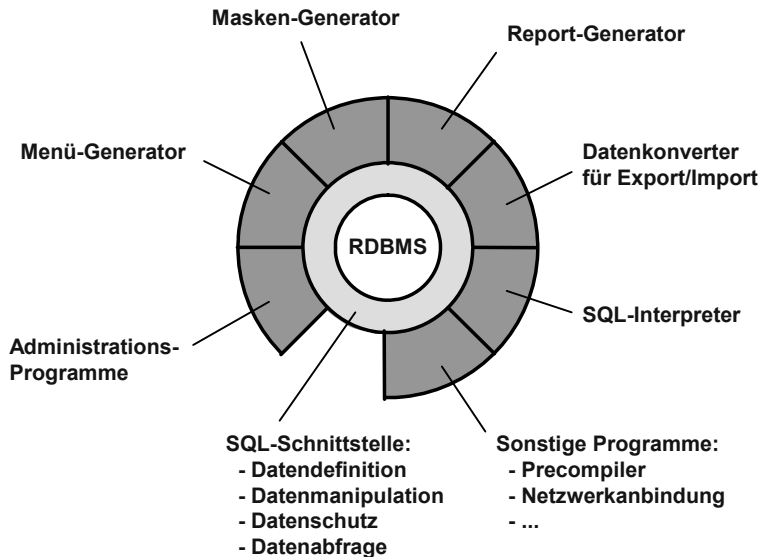 Masken-Generator
Report-Generator
Menü-Generator
Datenkonverter
für Export/Import
RDBMS
SQL-Interpreter
Administrations-
Programme
SQL-Schnittstelle:
- Datendefinition
- Datenmanipulation
- Datenschutz
- Datenabfrage
Sonstige Programme:
- Precompiler
- Netzwerkanbindung
- ...